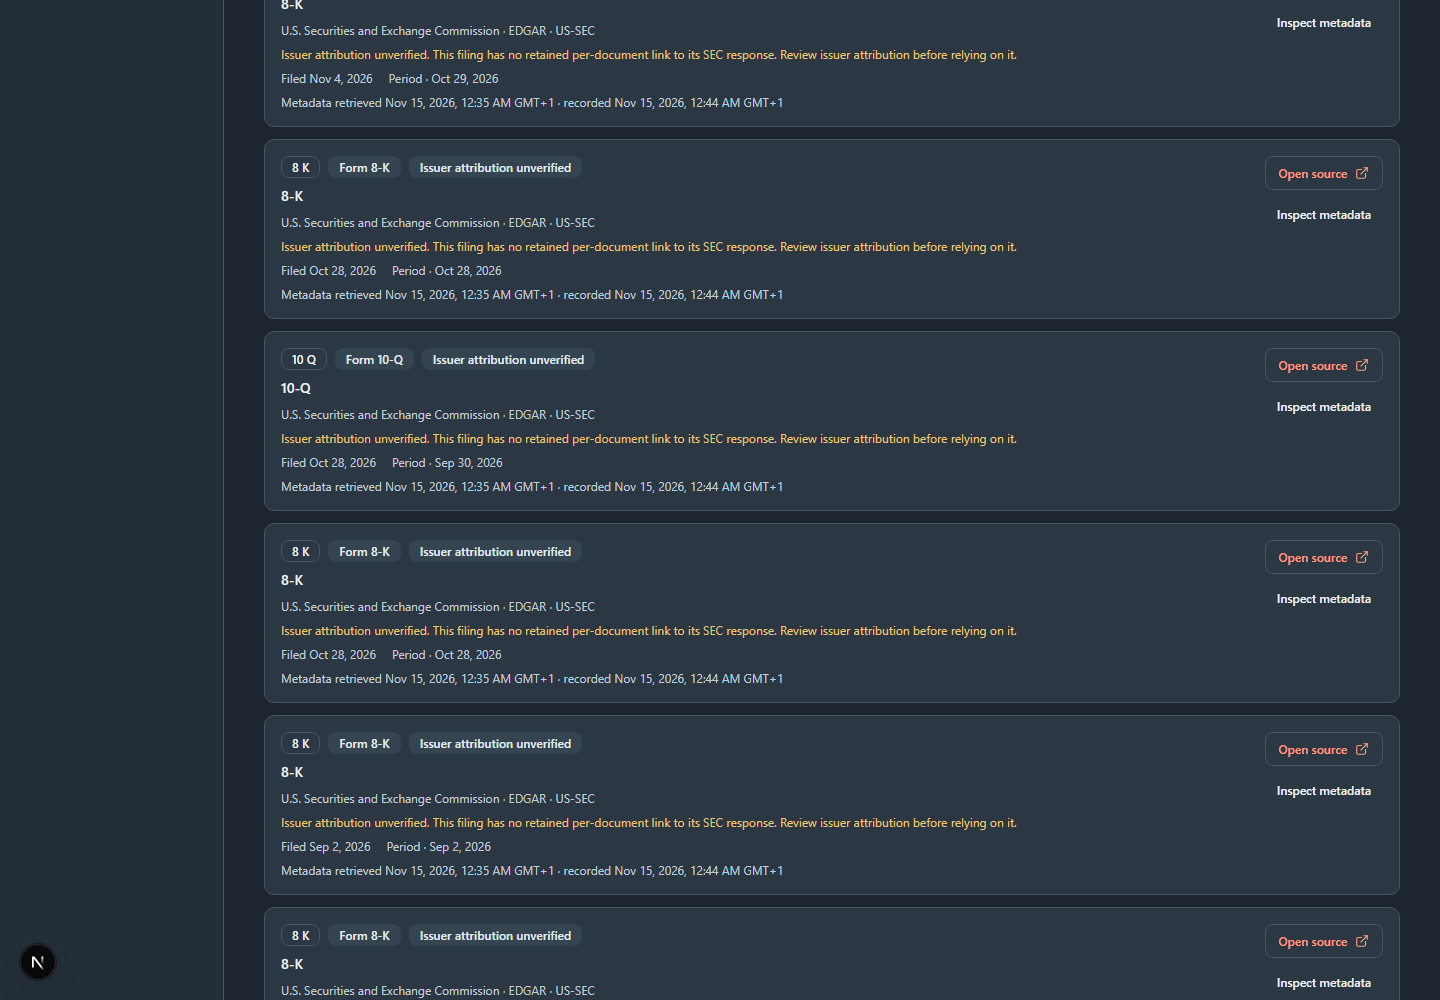 8-K
Inspect metadata
U.S. Securities and Exchange Commission · EDGAR · US-SEC
Issuer attribution unverified. This filing has no retained per-document link to its SEC response. Review issuer attribution before relying on it.
Filed Nov 4, 2026 Period · Oct 29, 2026
Metadata retrieved Nov 15, 2026, 12:35 AM GMT+1 · recorded Nov 15, 2026, 12:44 AM GMT+1
8 K Form 8-K Issuer attribution unverified
Open source
8-K
Inspect metadata
U.S. Securities and Exchange Commission · EDGAR · US-SEC
Issuer attribution unverified. This filing has no retained per-document link to its SEC response. Review issuer attribution before relying on it.
Filed Oct 28, 2026 Period · Oct 28, 2026
Metadata retrieved Nov 15, 2026, 12:35 AM GMT+1 · recorded Nov 15, 2026, 12:44 AM GMT+1
10 Q Form 10-Q Issuer attribution unverified
Open source
10-Q
Inspect metadata
U.S. Securities and Exchange Commission · EDGAR · US-SEC
Issuer attribution unverified. This filing has no retained per-document link to its SEC response. Review issuer attribution before relying on it.
Filed Oct 28, 2026 Period · Sep 30, 2026
Metadata retrieved Nov 15, 2026, 12:35 AM GMT+1 · recorded Nov 15, 2026, 12:44 AM GMT+1
8 K Form 8-K Issuer attribution unverified
Open source
8-K
Inspect metadata
U.S. Securities and Exchange Commission · EDGAR · US-SEC
Issuer attribution unverified. This filing has no retained per-document link to its SEC response. Review issuer attribution before relying on it.
Filed Oct 28, 2026 Period · Oct 28, 2026
Metadata retrieved Nov 15, 2026, 12:35 AM GMT+1 · recorded Nov 15, 2026, 12:44 AM GMT+1
8 K Form 8-K Issuer attribution unverified
Open source
8-K
Inspect metadata
U.S. Securities and Exchange Commission · EDGAR · US-SEC
Issuer attribution unverified. This filing has no retained per-document link to its SEC response. Review issuer attribution before relying on it.
Filed Sep 2, 2026 Period · Sep 2, 2026
Metadata retrieved Nov 15, 2026, 12:35 AM GMT+1 · recorded Nov 15, 2026, 12:44 AM GMT+1
8 K Form 8-K Issuer attribution unverified
Open source
8-K
Inspect metadata
U.S. Securities and Exchange Commission · EDGAR · US-SEC
N